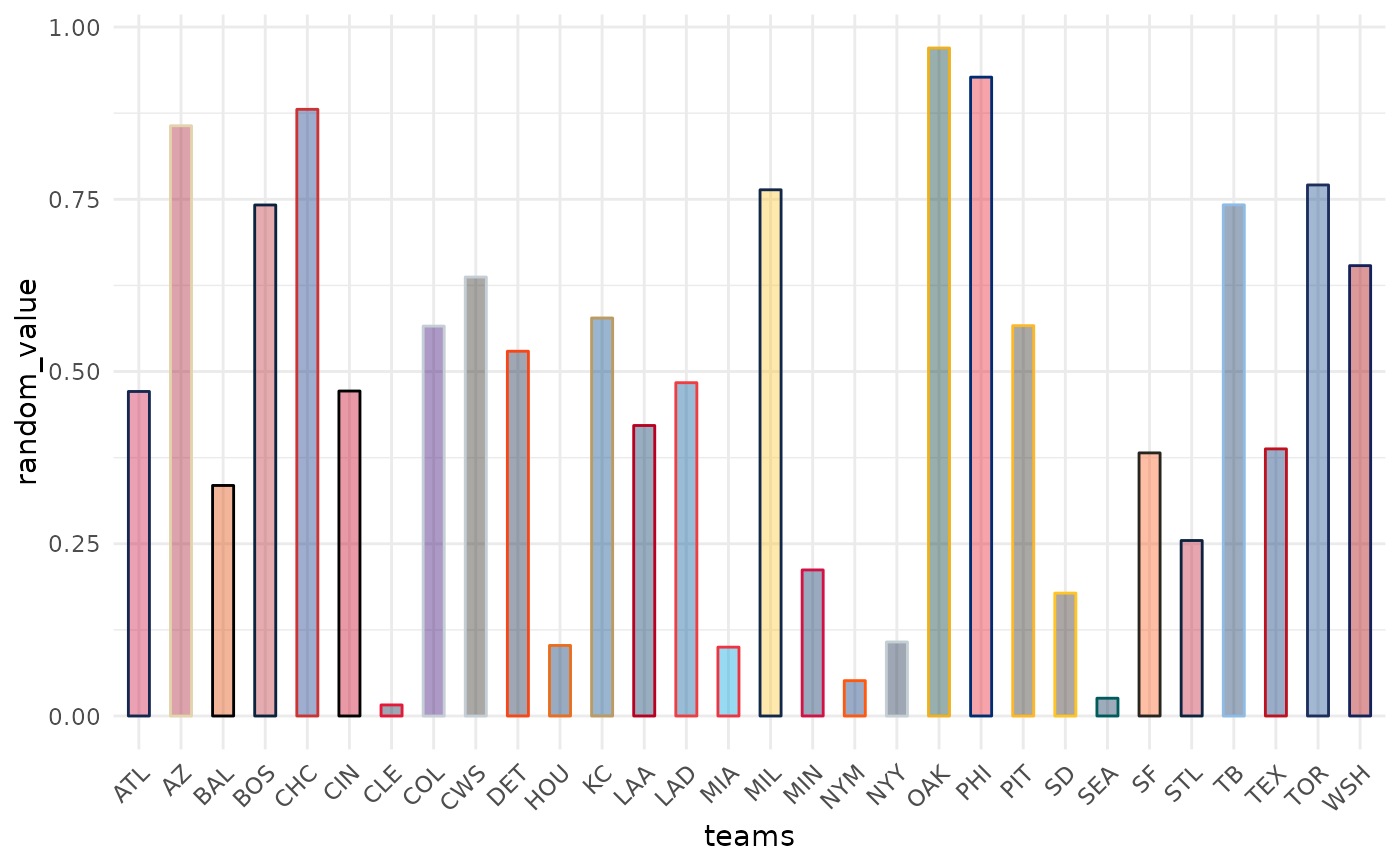 1.00
0.75
0.50
0.25
0.00
random_value
ATL
AZ
BAL
BOS
CHC
CIN
CLE
COL
CWS
DET
HOU
KC
LAA
LAD
MIA
MIL
MIN
NYM
NYY
OAK
PHI
PIT
SD
SEA
SF
STL
TB
TEX
TOR
WSH
teams